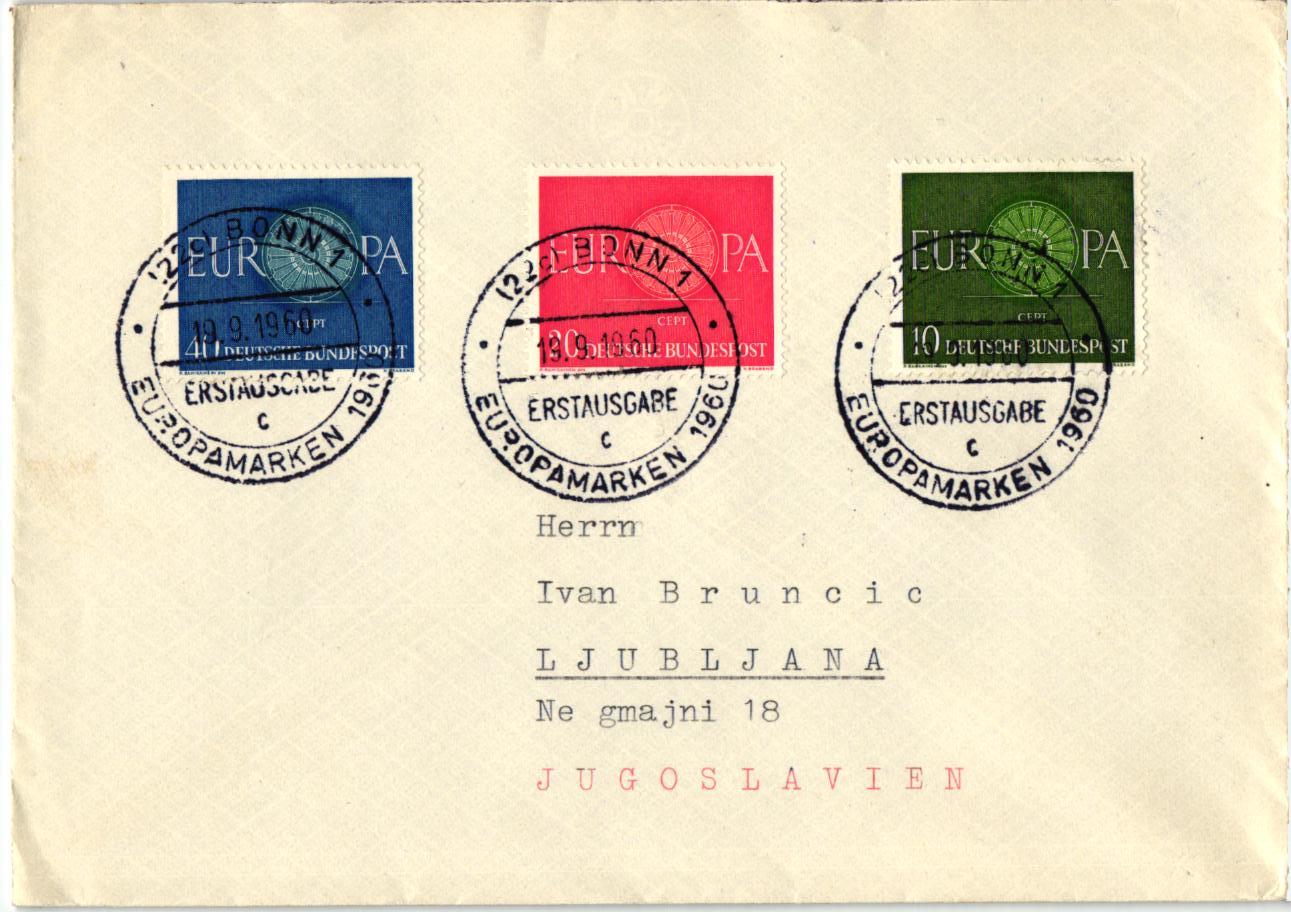 EUROPA
CEPT
40 DEUTSCHE BUNDESPOST
(22c) BONN 1
19.9.1960
ERSTAUSGABE
c
EUROPAMARKEN 1960
EUROPA
CEPT
20 DEUTSCHE BUNDESPOST
(22c) BONN 1
19.9.1960
ERSTAUSGABE
c
EUROPAMARKEN 1960
EUROPA
CEPT
10 DEUTSCHE BUNDESPOST
(22c) BONN 1
ERSTAUSGABE
c
EUROPAMARKEN 1960
Herrn
Ivan Bruncic
LJUBLJANA
Ne gmajni 18
JUGOSLAVIEN